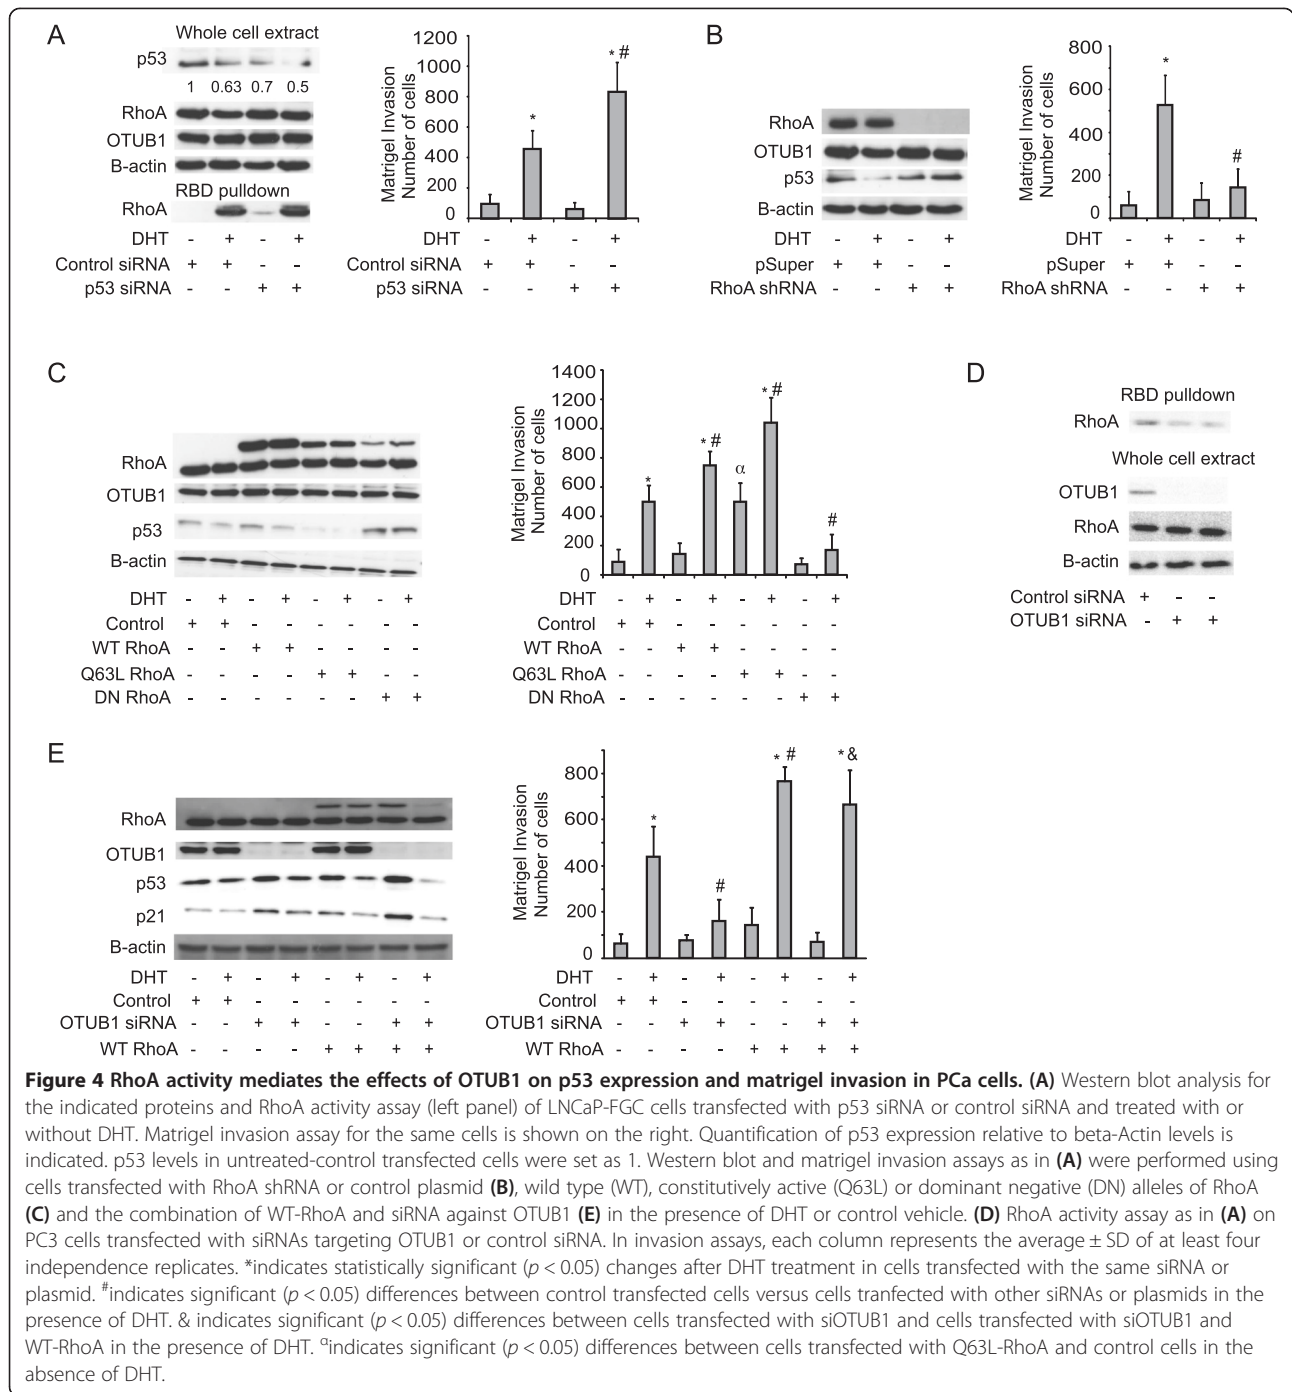 A
Whole cell extract
p53
1 0.63 0.7 0.5
RhoA
OTUB1
B-actin
RBD pulldown
RhoA
DHT - + - +
Control siRNA + + - -
p53 siRNA - - + +
Matrigel Invasion
Number of cells
1200
1000
800
600
400
200
0
*
* #
DHT - + - +
Control siRNA + + - -
p53 siRNA - - + +
B
RhoA
OTUB1
p53
B-actin
DHT - + - +
pSuper + + - -
RhoA shRNA - - + +
Matrigel Invasion
Number of cells
800
600
400
200
0
*
#
DHT - + - +
pSuper + + - -
RhoA shRNA - - + +
C
RhoA
OTUB1
p53
B-actin
DHT - + - + - + - +
Control + + - - - - - -
WT RhoA - - + + - - - -
Q63L RhoA - - - - + + - -
DN RhoA - - - - - - + +
Matrigel Invasion
Number of cells
1400
1200
1000
800
600
400
200
0
*
* #
α
* #
#
DHT - + - + - + - +
Control + + - - - - - -
WT RhoA - - + + - - - -
Q63L RhoA - - - - + + - -
DN RhoA - - - - - - + +
D
RBD pulldown
RhoA
Whole cell extract
OTUB1
RhoA
B-actin
Control siRNA + - -
OTUB1 siRNA - + +
E
RhoA
OTUB1
p53
p21
B-actin
DHT - + - + - + - +
Control + + - - - - - -
OTUB1 siRNA - - + + - - + +
WT RhoA - - - - + + + +
Matrigel Invasion
Number of cells
800
600
400
200
0
*
#
* #
* &
DHT - + - + - + - +
Control + + - - - - - -
OTUB1 siRNA - - + + - - + +
WT RhoA - - - - + + + +
Figure 4 RhoA activity mediates the effects of OTUB1 on p53 expression and matrigel invasion in PCa cells. (A) Western blot analysis for
the indicated proteins and RhoA activity assay (left panel) of LNCaP-FGC cells transfected with p53 siRNA or control siRNA and treated with or
without DHT. Matrigel invasion assay for the same cells is shown on the right. Quantification of p53 expression relative to beta-Actin levels is
indicated. p53 levels in untreated-control transfected cells were set as 1. Western blot and matrigel invasion assays as in (A) were performed using
cells transfected with RhoA shRNA or control plasmid (B), wild type (WT), constitutively active (Q63L) or dominant negative (DN) alleles of RhoA
(C) and the combination of WT-RhoA and siRNA against OTUB1 (E) in the presence of DHT or control vehicle. (D) RhoA activity assay as in (A) on
PC3 cells transfected with siRNAs targeting OTUB1 or control siRNA. In invasion assays, each column represents the average ± SD of at least four
independence replicates. *indicates statistically significant (p < 0.05) changes after DHT treatment in cells transfected with the same siRNA or
plasmid. #indicates significant (p < 0.05) differences between control transfected cells versus cells tranfected with other siRNAs or plasmids in the
presence of DHT. & indicates significant (p < 0.05) differences between cells transfected with siOTUB1 and cells transfected with siOTUB1 and
WT-RhoA in the presence of DHT. αindicates significant (p < 0.05) differences between cells transfected with Q63L-RhoA and control cells in the
absence of DHT.